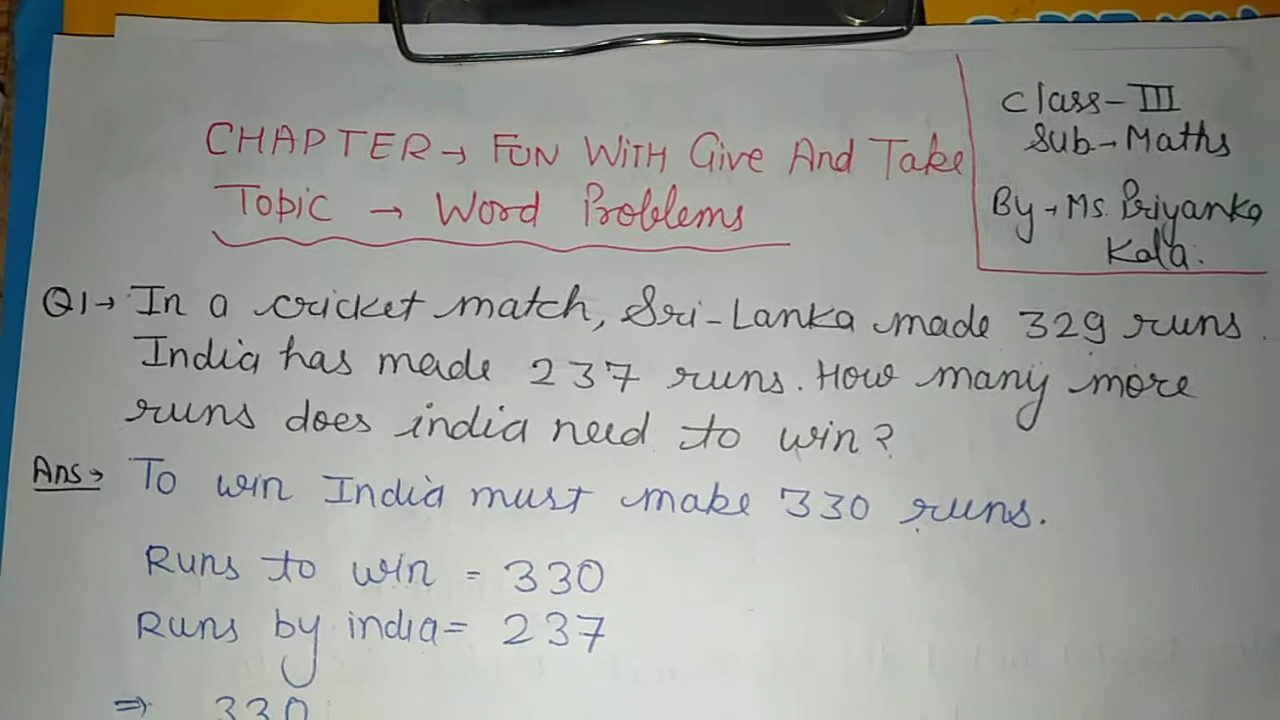 CHAPTER → FUN WITH Give And Take
Topic → Word Problems
Class - III
Sub → Maths
By → Ms. Priyanka
Kala.
Q1 → In a cricket match, Sri-Lanka made 329 runs.
India has made 237 runs. How many more
runs does india need to win?
Ans → To win India must make 330 runs.
Runs to win = 330
Runs by india = 237
⇒ 330